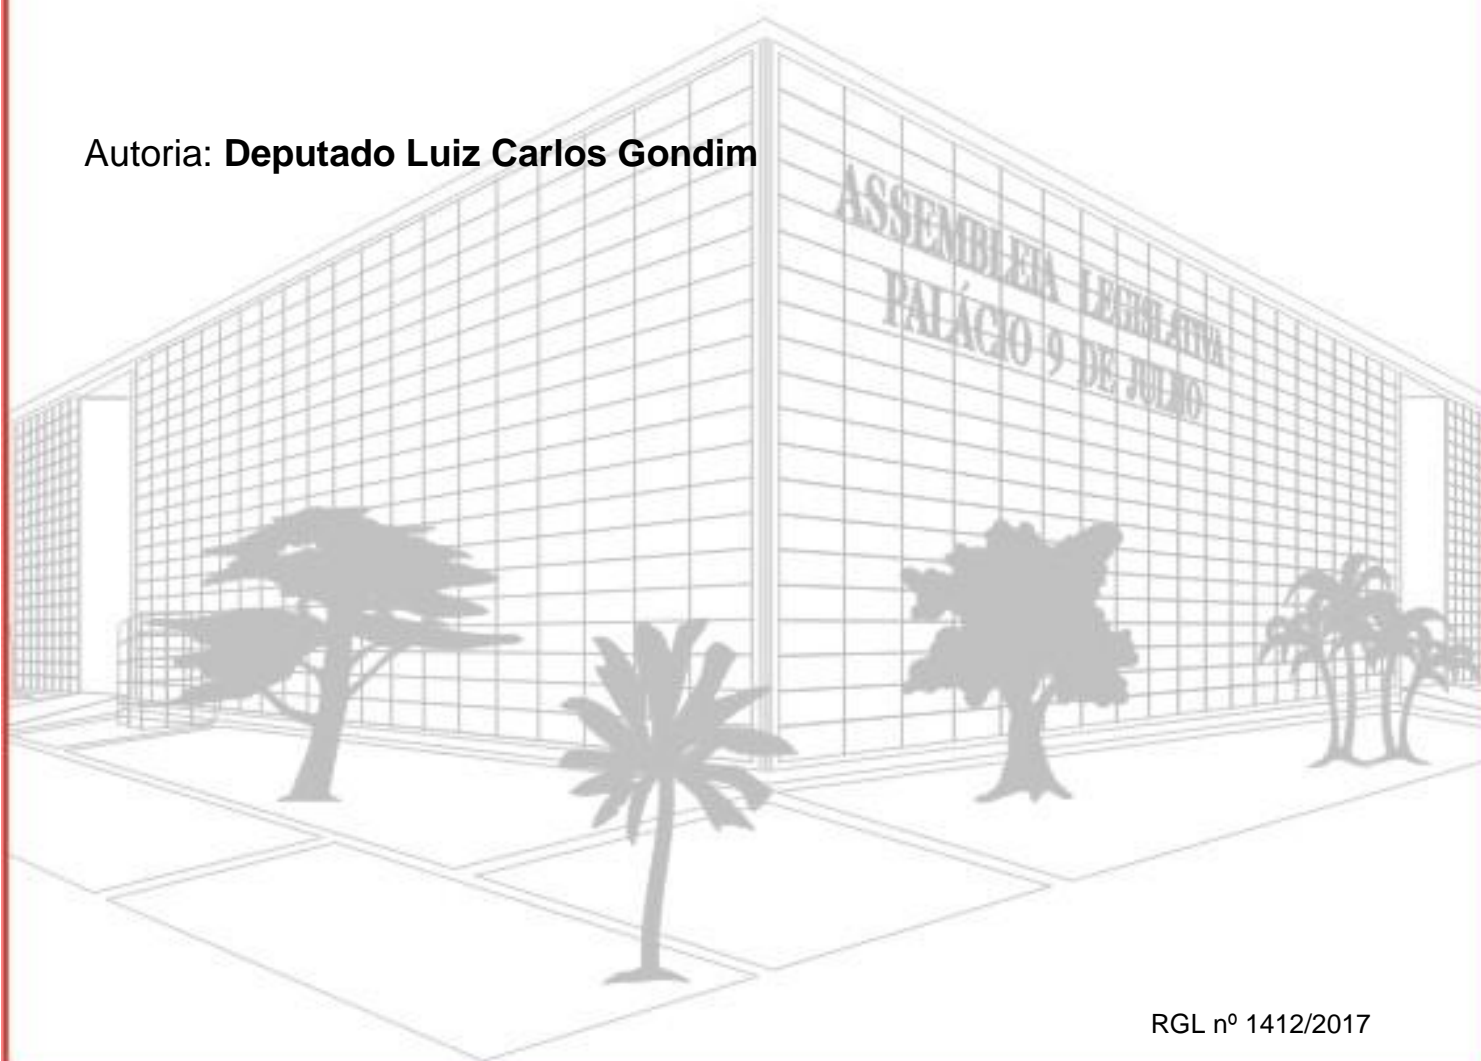 Autoria: Deputado Luiz Carlos Gondim
ASSEMBLEIA LEGISLATIVA
PALÁCIO 9 DE JULHO
RGL nº 1412/2017